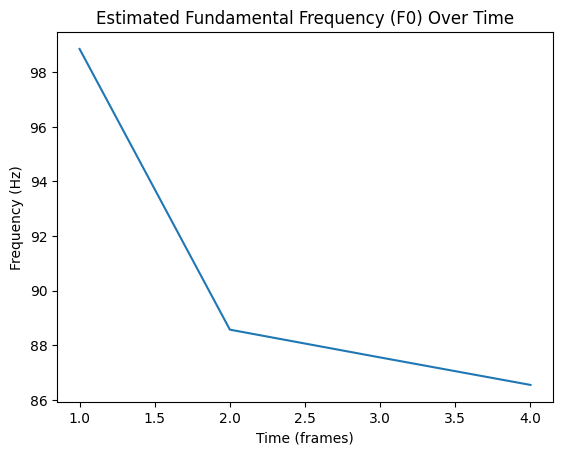 Estimated Fundamental Frequency (F0) Over Time
98
96
94
92
90
88
86
Frequency (Hz)
1.0 1.5 2.0 2.5 3.0 3.5 4.0
Time (frames)